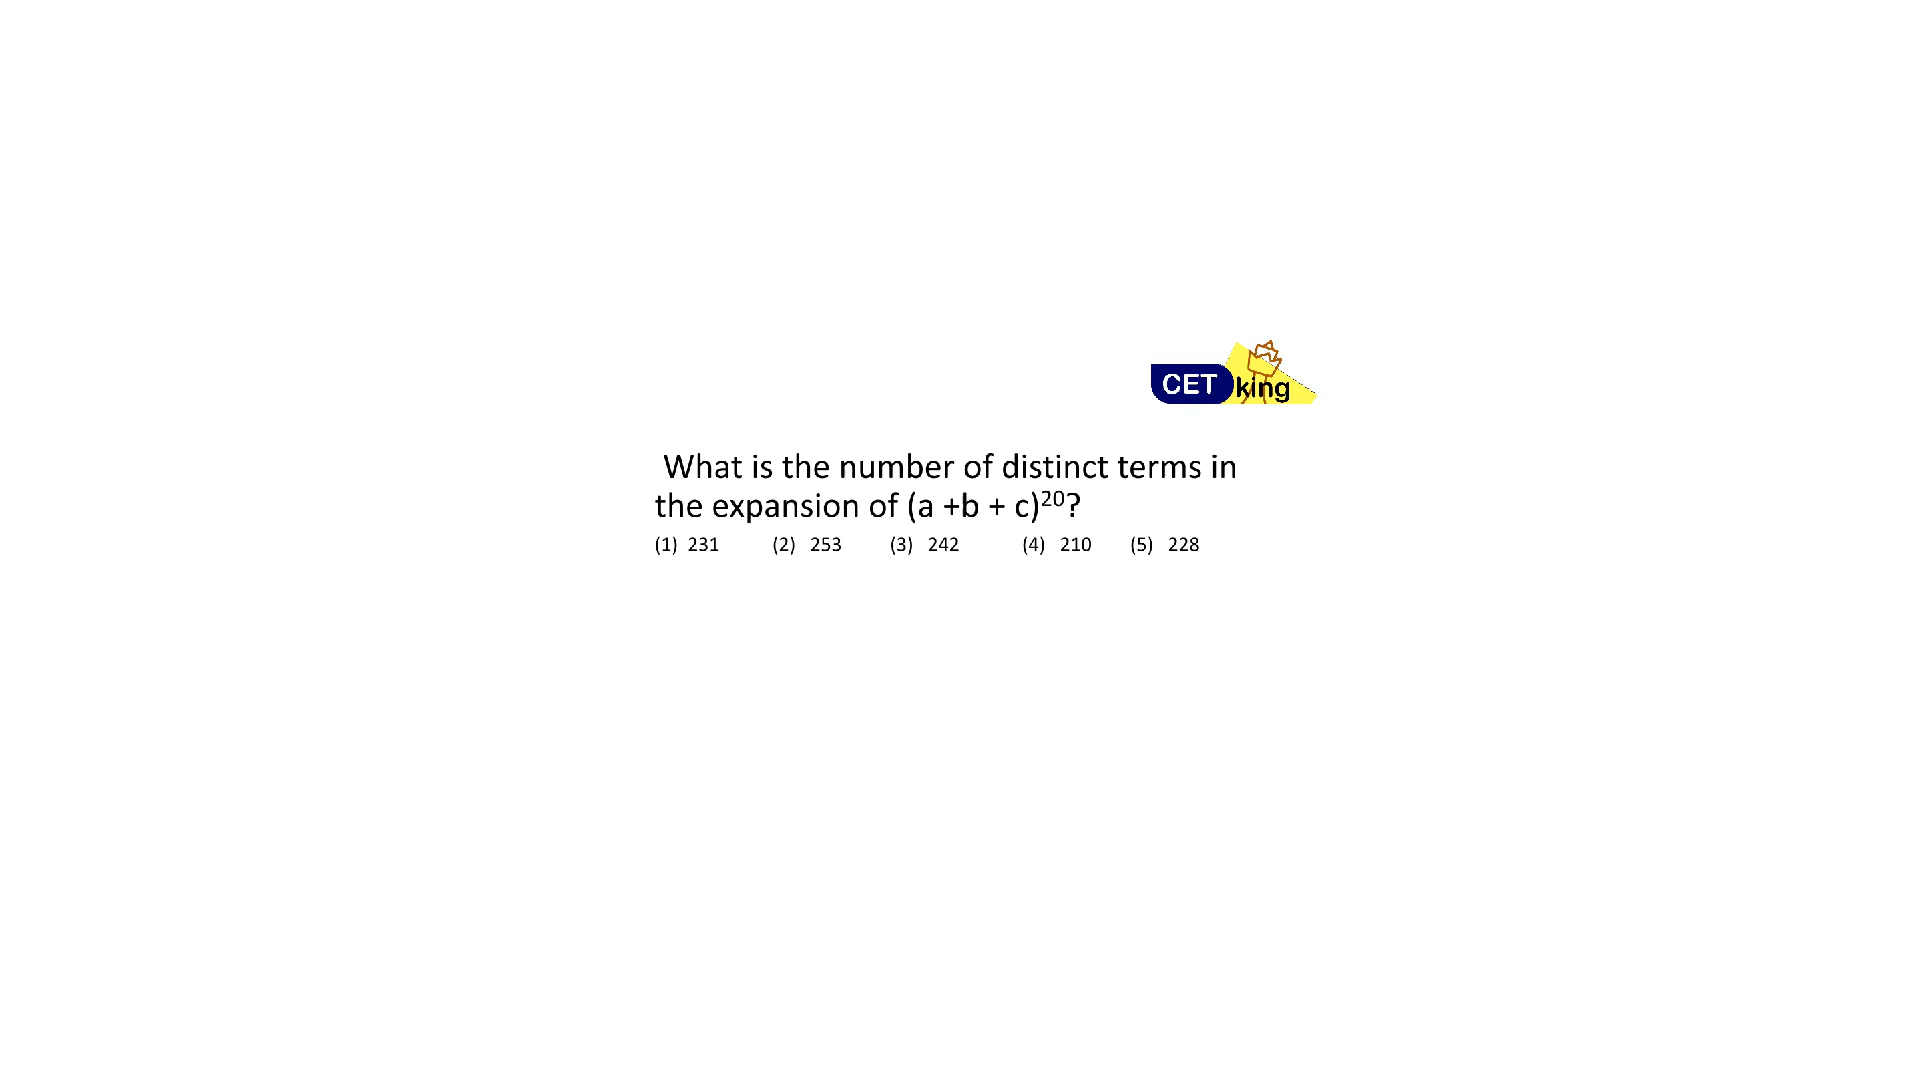 CET king
What is the number of distinct terms in
the expansion of (a +b + c)²⁰?
(1) 231 (2) 253 (3) 242 (4) 210 (5) 228